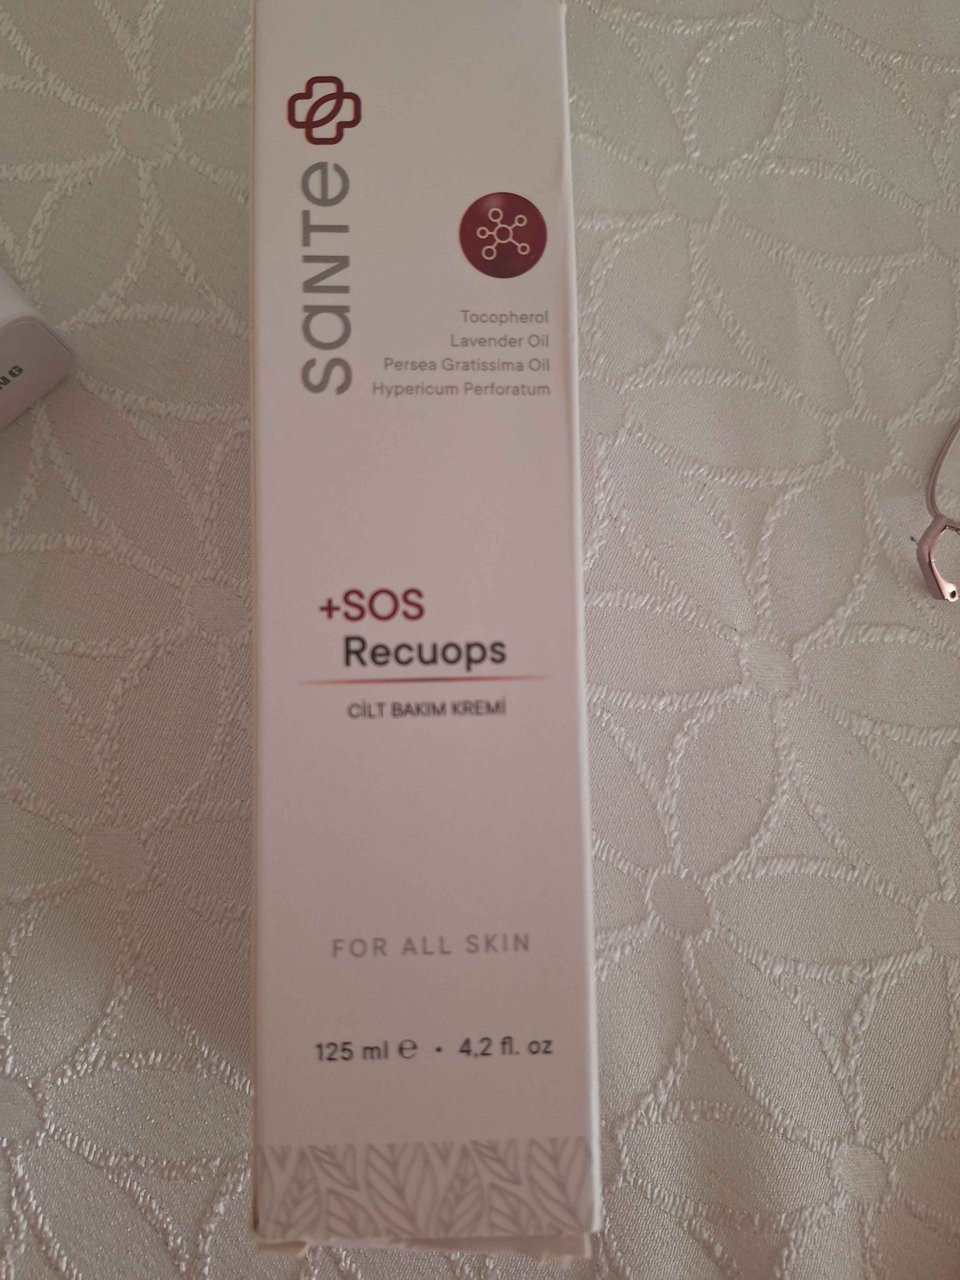 sante
Tocopherol
Lavender Oil
Persea Gratissima Oil
Hypericum Perforatum
+SOS
Recuops
CİLT BAKIM KREMİ
FOR ALL SKIN
125 ml ℮ • 4,2 fl. oz
NG